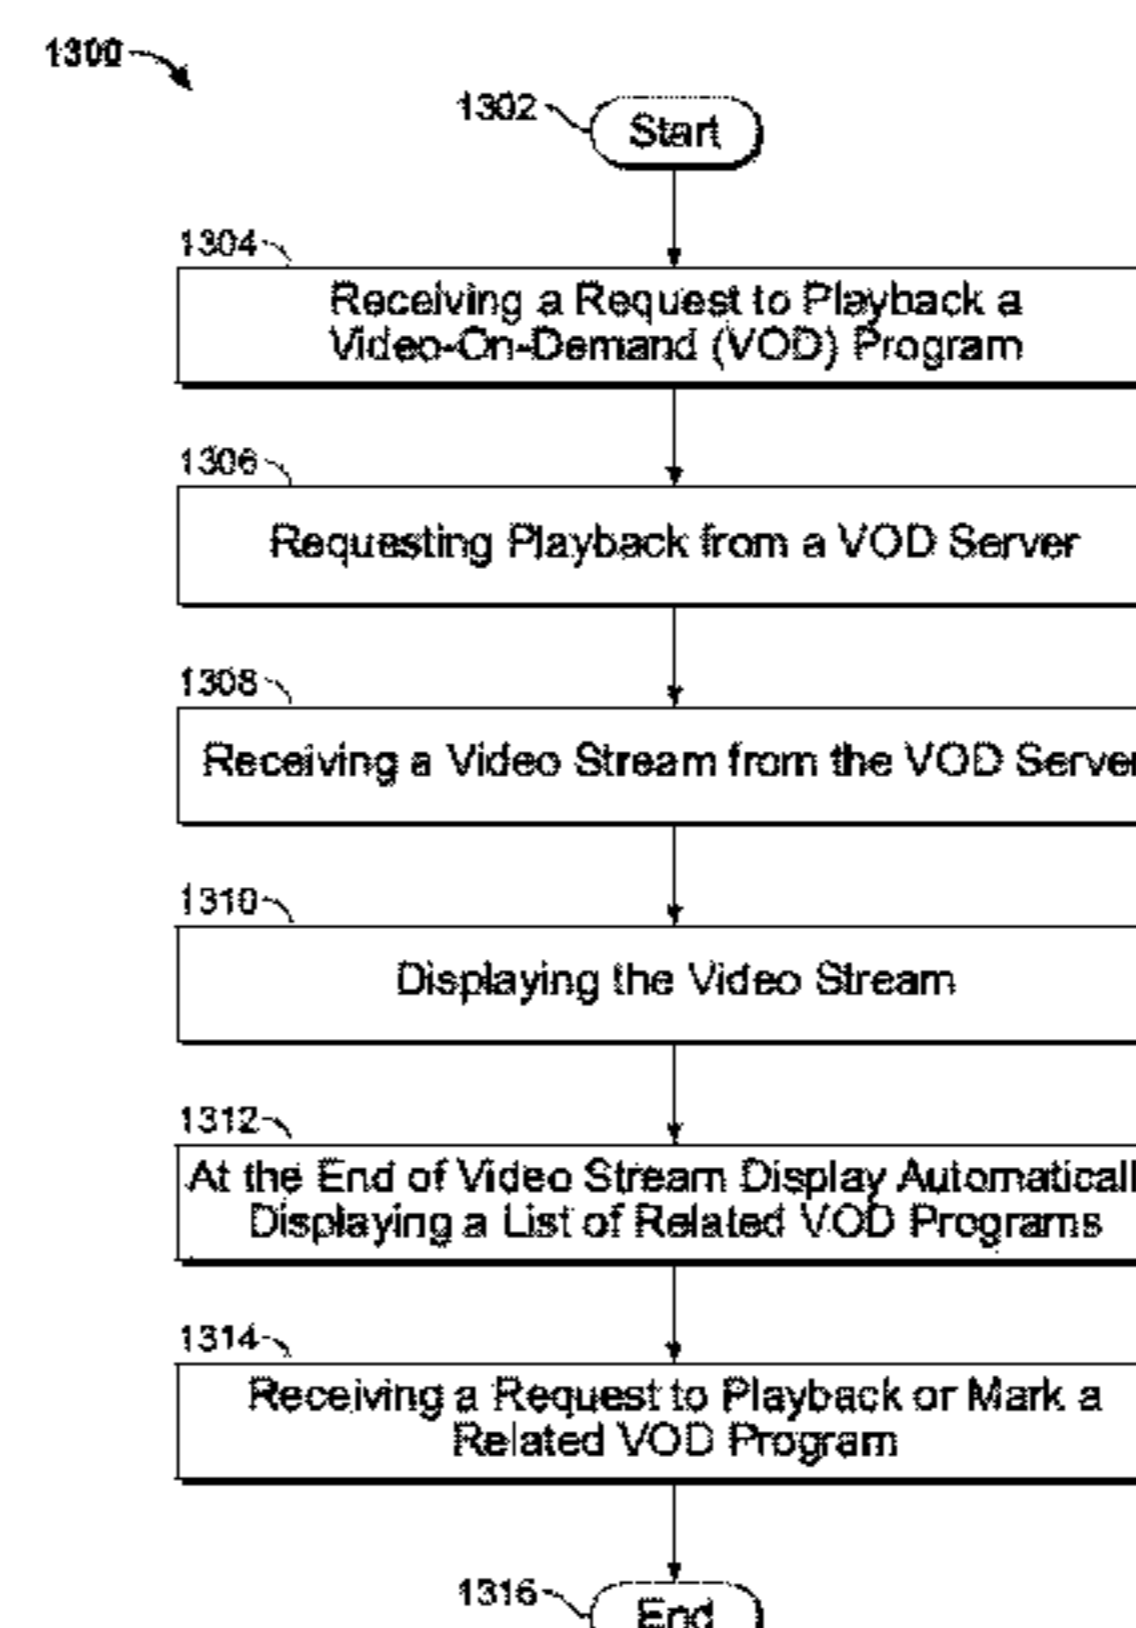 1300
1302
Start
1304
Receiving a Request to Playback a
Video-On-Demand (VOD) Program
1306
Requesting Playback from a VOD Server
1308
Receiving a Video Stream from the VOD Server
1310
Displaying the Video Stream
1312
At the End of Video Stream Display Automaticall
Displaying a List of Related VOD Programs
1314
Receiving a Request to Playback or Mark a
Related VOD Program
1316
End